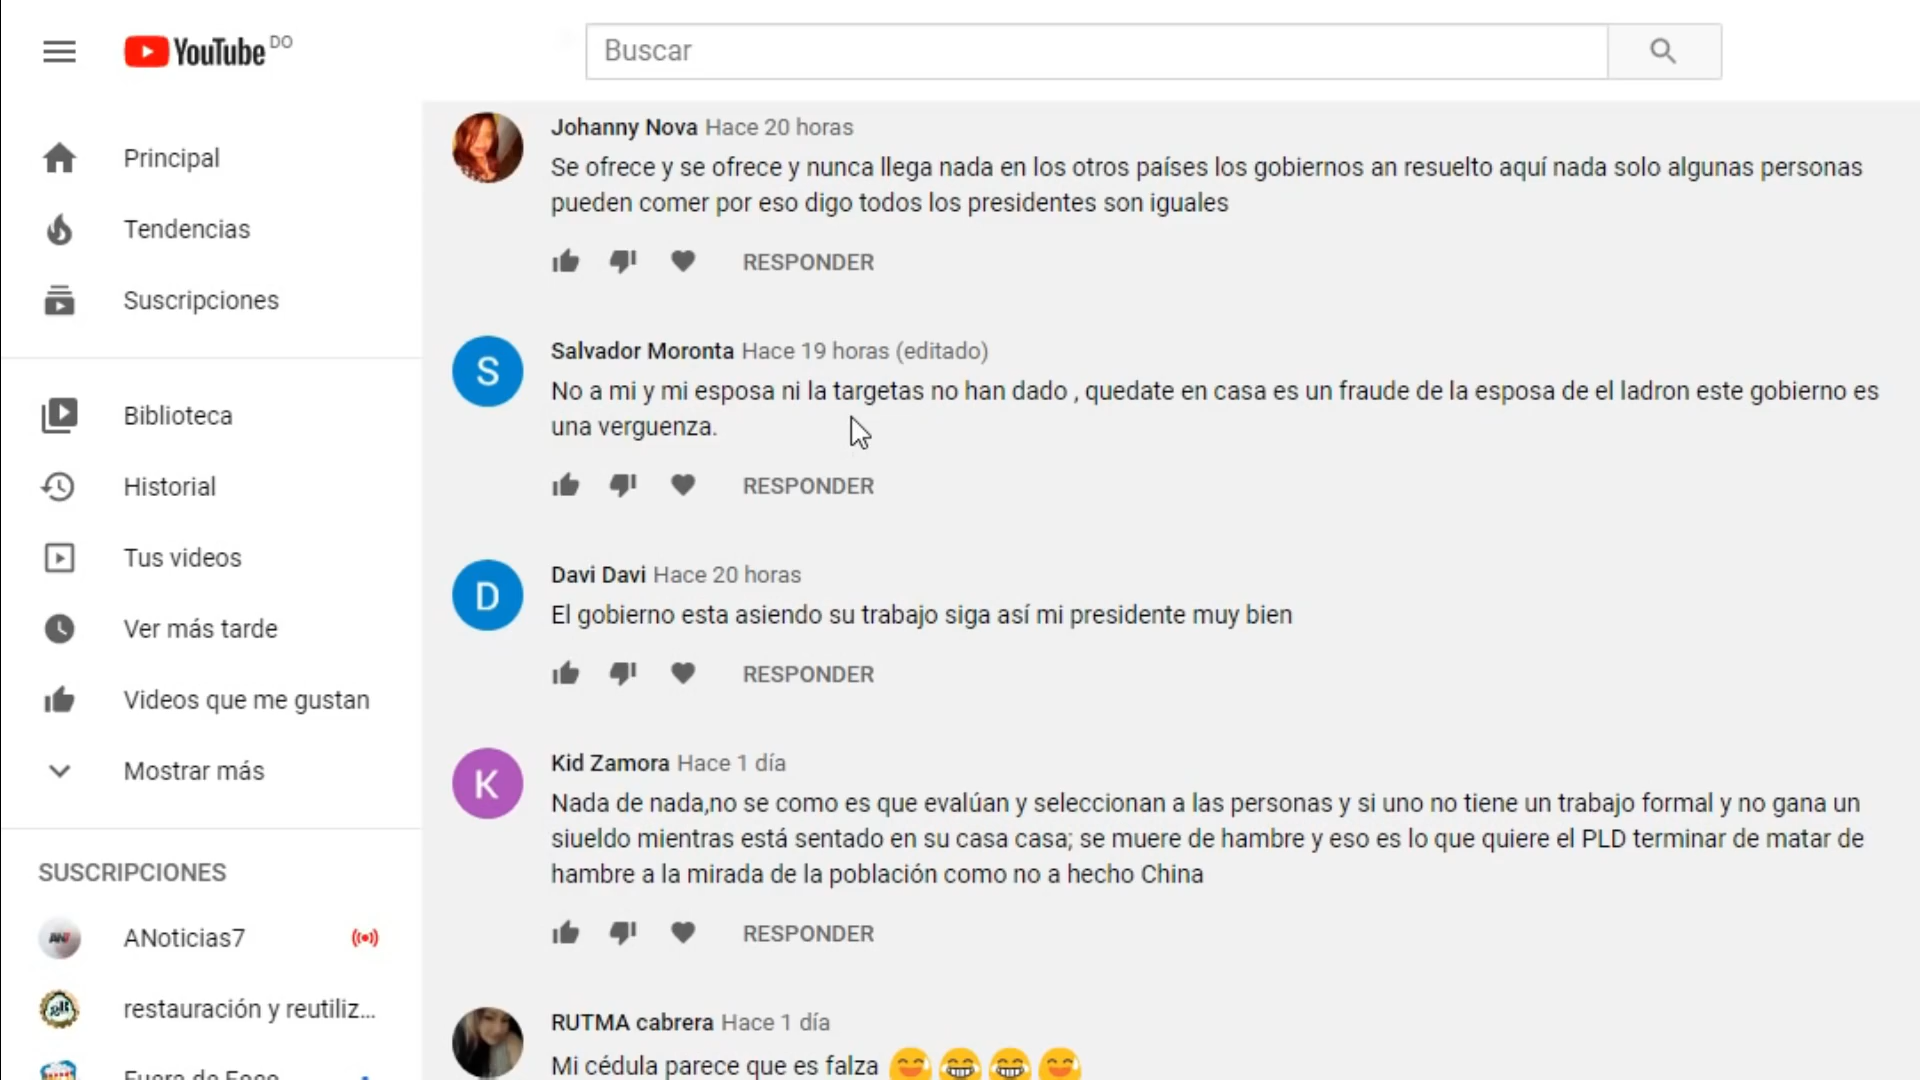 YouTube DO
Buscar
Principal
Tendencias
Suscripciones
Biblioteca
Historial
Tus videos
Ver más tarde
Videos que me gustan
Mostrar más
SUSCRIPCIONES
ANoticias7
restauración y reutiliz...
Johanny Nova Hace 20 horas
Se ofrece y se ofrece y nunca llega nada en los otros países los gobiernos an resuelto aquí nada solo algunas personas
pueden comer por eso digo todos los presidentes son iguales
RESPONDER
S
Salvador Moronta Hace 19 horas (editado)
No a mi y mi esposa ni la targetas no han dado , quedate en casa es un fraude de la esposa de el ladron este gobierno es
una verguenza.
RESPONDER
D
Davi Davi Hace 20 horas
El gobierno esta asiendo su trabajo siga así mi presidente muy bien
RESPONDER
K
Kid Zamora Hace 1 día
Nada de nada,no se como es que evalúan y seleccionan a las personas y si uno no tiene un trabajo formal y no gana un
siueldo mientras está sentado en su casa casa; se muere de hambre y eso es lo que quiere el PLD terminar de matar de
hambre a la mirada de la población como no a hecho China
RESPONDER
RUTMA cabrera Hace 1 día
Mi cédula parece que es falza